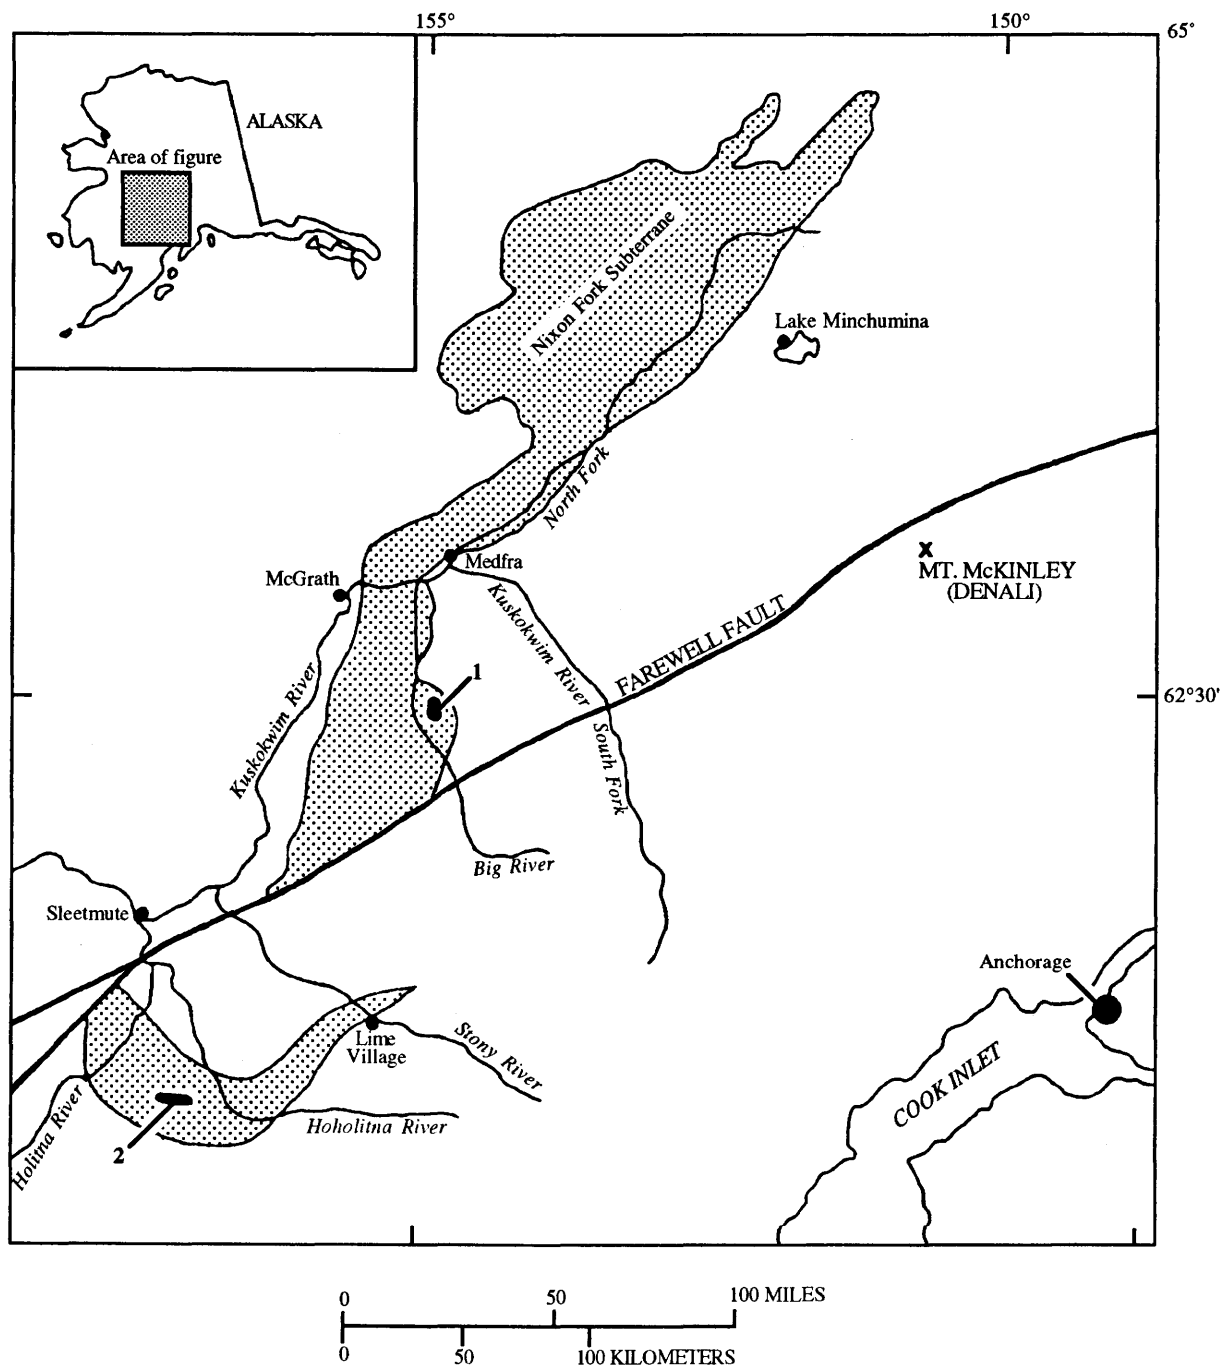 155°
150°
65°
ALASKA
Area of figure
Nixon Fork Subterrane
Lake Minchumina
North Fork
Medfra
McGrath
MT. McKINLEY
(DENALI)
Kuskokwim River
FAREWELL FAULT
1
62°30'
Kuskokwim River
South Fork
Big River
Sleetmute
Anchorage
Lime
Village
Stony River
COOK INLET
Holitna River
Hoholitna River
2
0
50
100 MILES
0
50
100 KILOMETERS